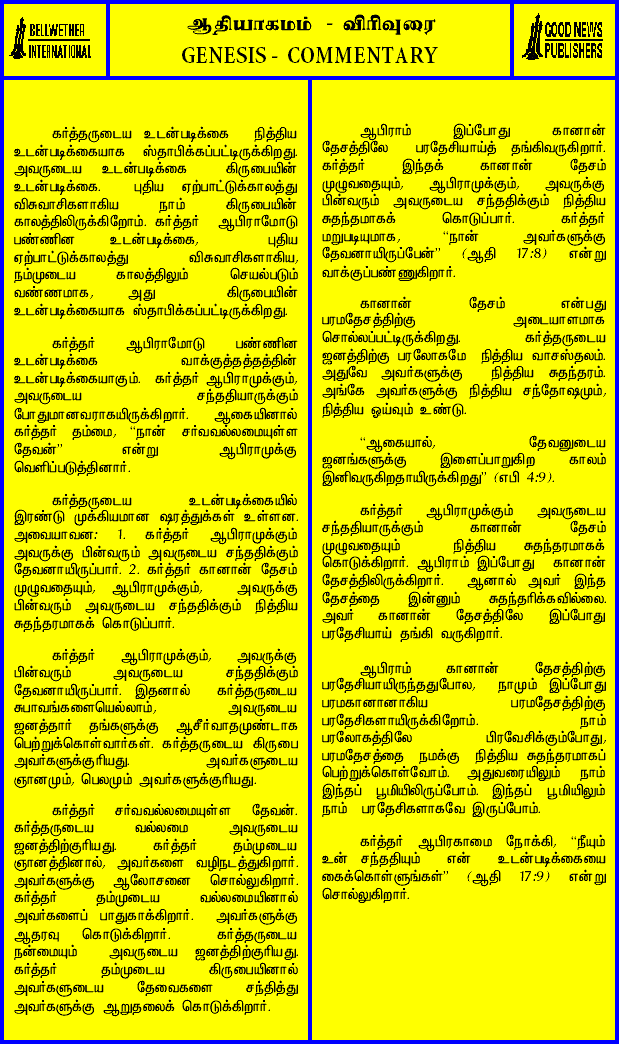 BELLWETHER
INTERNATIONAL
ஆதியாகமம் - விரிவுரை
GENESIS - COMMENTARY
GOOD NEWS
PUBLISHERS
கர்த்தருடைய உடன்படிக்கை நித்திய
உடன்படிக்கையாக ஸ்தாபிக்கப்பட்டிருக்கிறது.
அவருடைய உடன்படிக்கை கிருபையின்
உடன்படிக்கை. புதிய ஏற்பாட்டுக்காலத்து
விசுவாசிகளாகிய நாம் கிருபையின்
காலத்திலிருக்கிறோம். கர்த்தர் ஆபிராமோடு
பண்ணின உடன்படிக்கை, புதிய
ஏற்பாட்டுக்காலத்து விசுவாசிகளாகிய,
நம்முடைய காலத்திலும் செயல்படும்
வண்ணமாக, அது கிருபையின்
உடன்படிக்கையாக ஸ்தாபிக்கப்பட்டிருக்கிறது.
கர்த்தர் ஆபிராமோடு பண்ணின
உடன்படிக்கை வாக்குத்தத்தத்தின்
உடன்படிக்கையாகும். கர்த்தர் ஆபிராமுக்கும்,
அவருடைய சந்ததியாருக்கும்
போதுமானவராகயிருக்கிறார். ஆகையினால்
கர்த்தர் தம்மை, "நான் சர்வவல்லமையுள்ள
தேவன்" என்று ஆபிராமுக்கு
வெளிப்படுத்தினார்.
கர்த்தருடைய உடன்படிக்கையில்
இரண்டு முக்கியமான ஷரத்துக்கள் உள்ளன.
அவையாவன: 1. கர்த்தர் ஆபிராமுக்கும்
அவருக்கு பின்வரும் அவருடைய சந்ததிக்கும்
தேவனாயிருப்பார். 2. கர்த்தர் கானான் தேசம்
முழுவதையும், ஆபிராமுக்கும், அவருக்கு
பின்வரும் அவருடைய சந்ததிக்கும் நித்திய
சுதந்தரமாகக் கொடுப்பார்.
கர்த்தர் ஆபிராமுக்கும், அவருக்கு
பின்வரும் அவருடைய சந்ததிக்கும்
தேவனாயிருப்பார். இதனால் கர்த்தருடைய
சுபாவங்களையெல்லாம், அவருடைய
ஜனத்தார் தங்களுக்கு ஆசீர்வாதமுண்டாக
பெற்றுக்கொள்வார்கள். கர்த்தருடைய கிருபை
அவர்களுக்குரியது. அவர்களுடைய
ஞானமும், பெலமும் அவர்களுக்குரியது.
கர்த்தர் சர்வவல்லமையுள்ள தேவன்.
கர்த்தருடைய வல்லமை அவருடைய
ஜனத்திற்குரியது. கர்த்தர் தம்முடைய
ஞானத்தினால், அவர்களை வழிநடத்துகிறார்.
அவர்களுக்கு ஆலோசனை சொல்லுகிறார்.
கர்த்தர் தம்முடைய வல்லமையினால்
அவர்களைப் பாதுகாக்கிறார். அவர்களுக்கு
ஆதரவு கொடுக்கிறார். கர்த்தருடைய
நன்மையும் அவருடைய ஜனத்திற்குரியது.
கர்த்தர் தம்முடைய கிருபையினால்
அவர்களுடைய தேவைகளை சந்தித்து
அவர்களுக்கு ஆறுதலைக் கொடுக்கிறார்.
ஆபிராம் இப்போது கானான்
தேசத்திலே பரதேசியாய்த் தங்கிவருகிறார்.
கர்த்தர் இந்தக் கானான் தேசம்
முழுவதையும், ஆபிராமுக்கும், அவருக்கு
பின்வரும் அவருடைய சந்ததிக்கும் நித்திய
சுதந்தரமாகக் கொடுப்பார். கர்த்தர்
மறுபடியுமாக, "நான் அவர்களுக்கு
தேவனாயிருப்பேன்" (ஆதி 17:8) என்று
வாக்குப்பண்ணுகிறார்.
கானான் தேசம் என்பது
பரமதேசத்திற்கு அடையாளமாக
சொல்லப்பட்டிருக்கிறது. கர்த்தருடைய
ஜனத்திற்கு பரலோகமே நித்திய வாசஸ்தலம்.
அதுவே அவர்களுக்கு நித்திய சுதந்தரம்.
அங்கே அவர்களுக்கு நித்திய சந்தோஷமும்,
நித்திய ஓய்வும் உண்டு.
"ஆகையால், தேவனுடைய
ஜனங்களுக்கு இளைப்பாறுகிற காலம்
இனிவருகிறதாயிருக்கிறது" (எபி 4:9).
கர்த்தர் ஆபிராமுக்கும் அவருடைய
சந்ததியாருக்கும் கானான் தேசம்
முழுவதையும் நித்திய சுதந்தரமாகக்
கொடுக்கிறார். ஆபிராம் இப்போது கானான்
தேசத்திலிருக்கிறார். ஆனால் அவர் இந்த
தேசத்தை இன்னும் சுதந்தரிக்கவில்லை.
அவர் கானான் தேசத்திலே இப்போது
பரதேசியாய் தங்கி வருகிறார்.
ஆபிராம் கானான் தேசத்திற்கு
பரதேசியாயிருந்ததுபோல, நாமும் இப்போது
பரமகானானாகிய பரமதேசத்திற்கு
பரதேசிகளாயிருக்கிறோம். நாம்
பரலோகத்திலே பிரவேசிக்கும்போது,
பரமதேசத்தை நமக்கு நித்திய சுதந்தரமாகப்
பெற்றுக்கொள்வோம். அதுவரையிலும் நாம்
இந்தப் பூமியிலிருப்போம். இந்தப் பூமியிலும்
நாம் பரதேசிகளாகவே இருப்போம்.
கர்த்தர் ஆபிரகாமை நோக்கி, "நீயும்
உன் சந்ததியும் என் உடன்படிக்கையை
கைக்கொள்ளுங்கள்" (ஆதி 17:9) என்று
சொல்லுகிறார்.